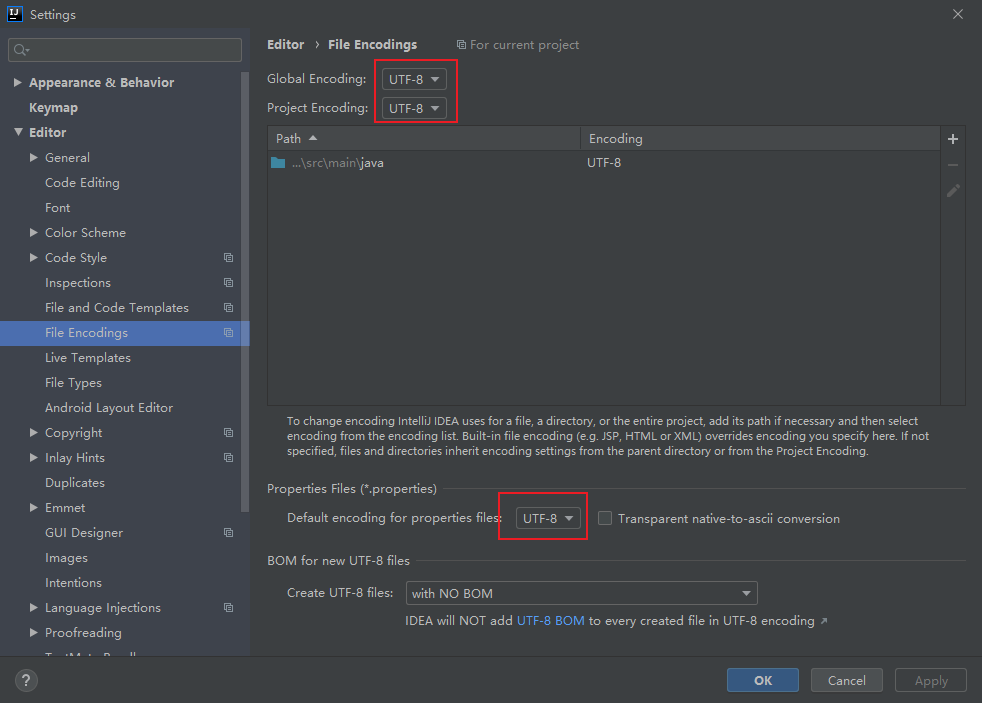 Settings
Appearance & Behavior
Keymap
Editor
General
Code Editing
Font
Color Scheme
Code Style
Inspections
File and Code Templates
File Encodings
Live Templates
File Types
Android Layout Editor
Copyright
Inlay Hints
Duplicates
Emmet
GUI Designer
Images
Intentions
Language Injections
Proofreading
Editor › File Encodings For current project
Global Encoding: UTF-8
Project Encoding: UTF-8
Path Encoding
...\src\main\java UTF-8
To change encoding IntelliJ IDEA uses for a file, a directory, or the entire project, add its path if necessary and then select
encoding from the encoding list. Built-in file encoding (e.g. JSP, HTML or XML) overrides encoding you specify here. If not
specified, files and directories inherit encoding settings from the parent directory or from the Project Encoding.
Properties Files (*.properties)
Default encoding for properties files: UTF-8 Transparent native-to-ascii conversion
BOM for new UTF-8 files
Create UTF-8 files: with NO BOM
IDEA will NOT add UTF-8 BOM to every created file in UTF-8 encoding ↗
? OK Cancel Apply